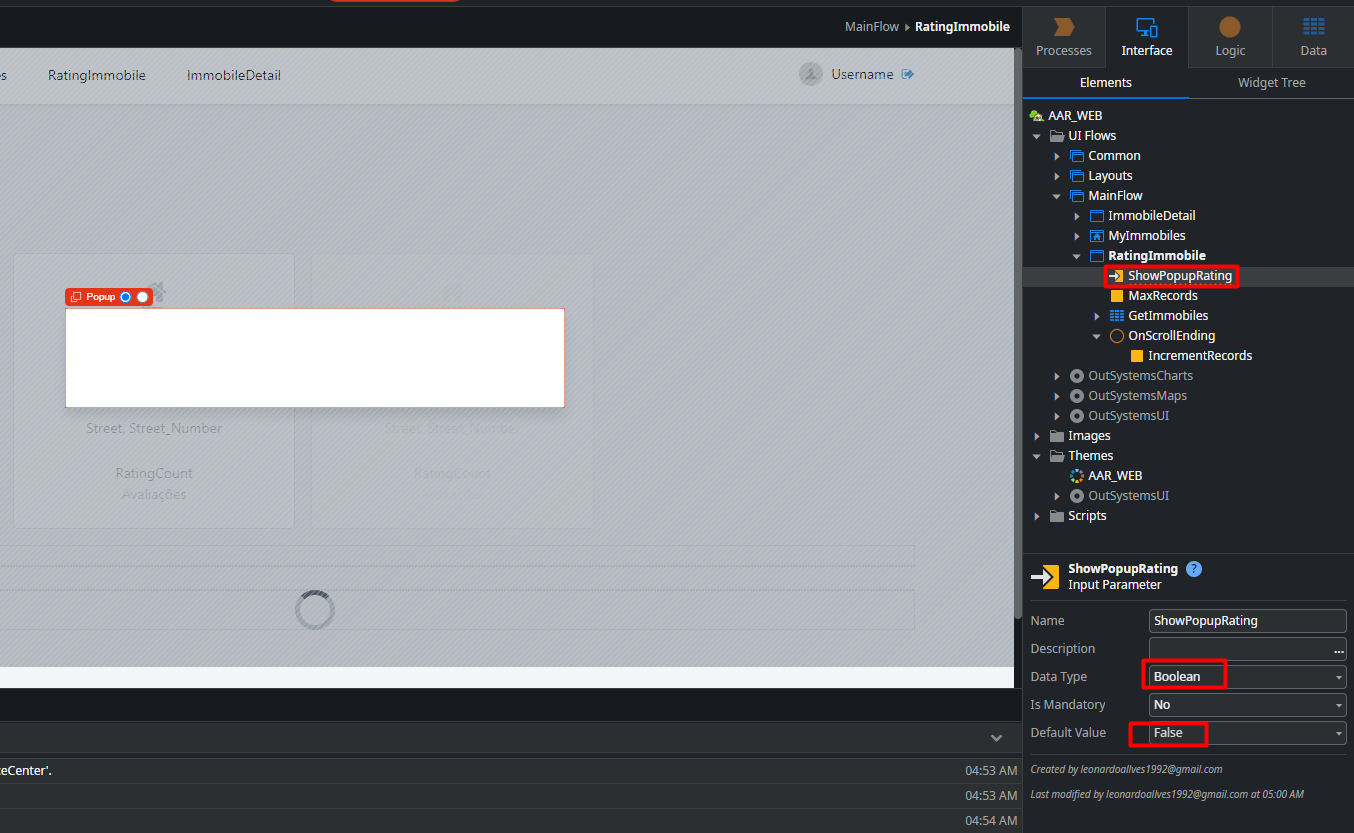 MainFlow ▸ RatingImmobile
es RatingImmobile ImmobileDetail Username
Popup
Street, Street_Number
RatingCount
Avaliações
RatingCount
eCenter'.
04:53 AM
04:53 AM
04:54 AM
Processes Interface Logic Data
Elements Widget Tree
AAR_WEB
UI Flows
Common
Layouts
MainFlow
ImmobileDetail
MyImmobiles
RatingImmobile
ShowPopupRating
MaxRecords
GetImmobiles
OnScrollEnding
IncrementRecords
OutSystemsCharts
OutSystemsMaps
OutSystemsUI
Images
Themes
AAR_WEB
OutSystemsUI
Scripts
ShowPopupRating ?
Input Parameter
Name ShowPopupRating
Description ...
Data Type Boolean
Is Mandatory No
Default Value False
Created by leonardoallves1992@gmail.com
Last modified by leonardoallves1992@gmail.com at 05:00 AM